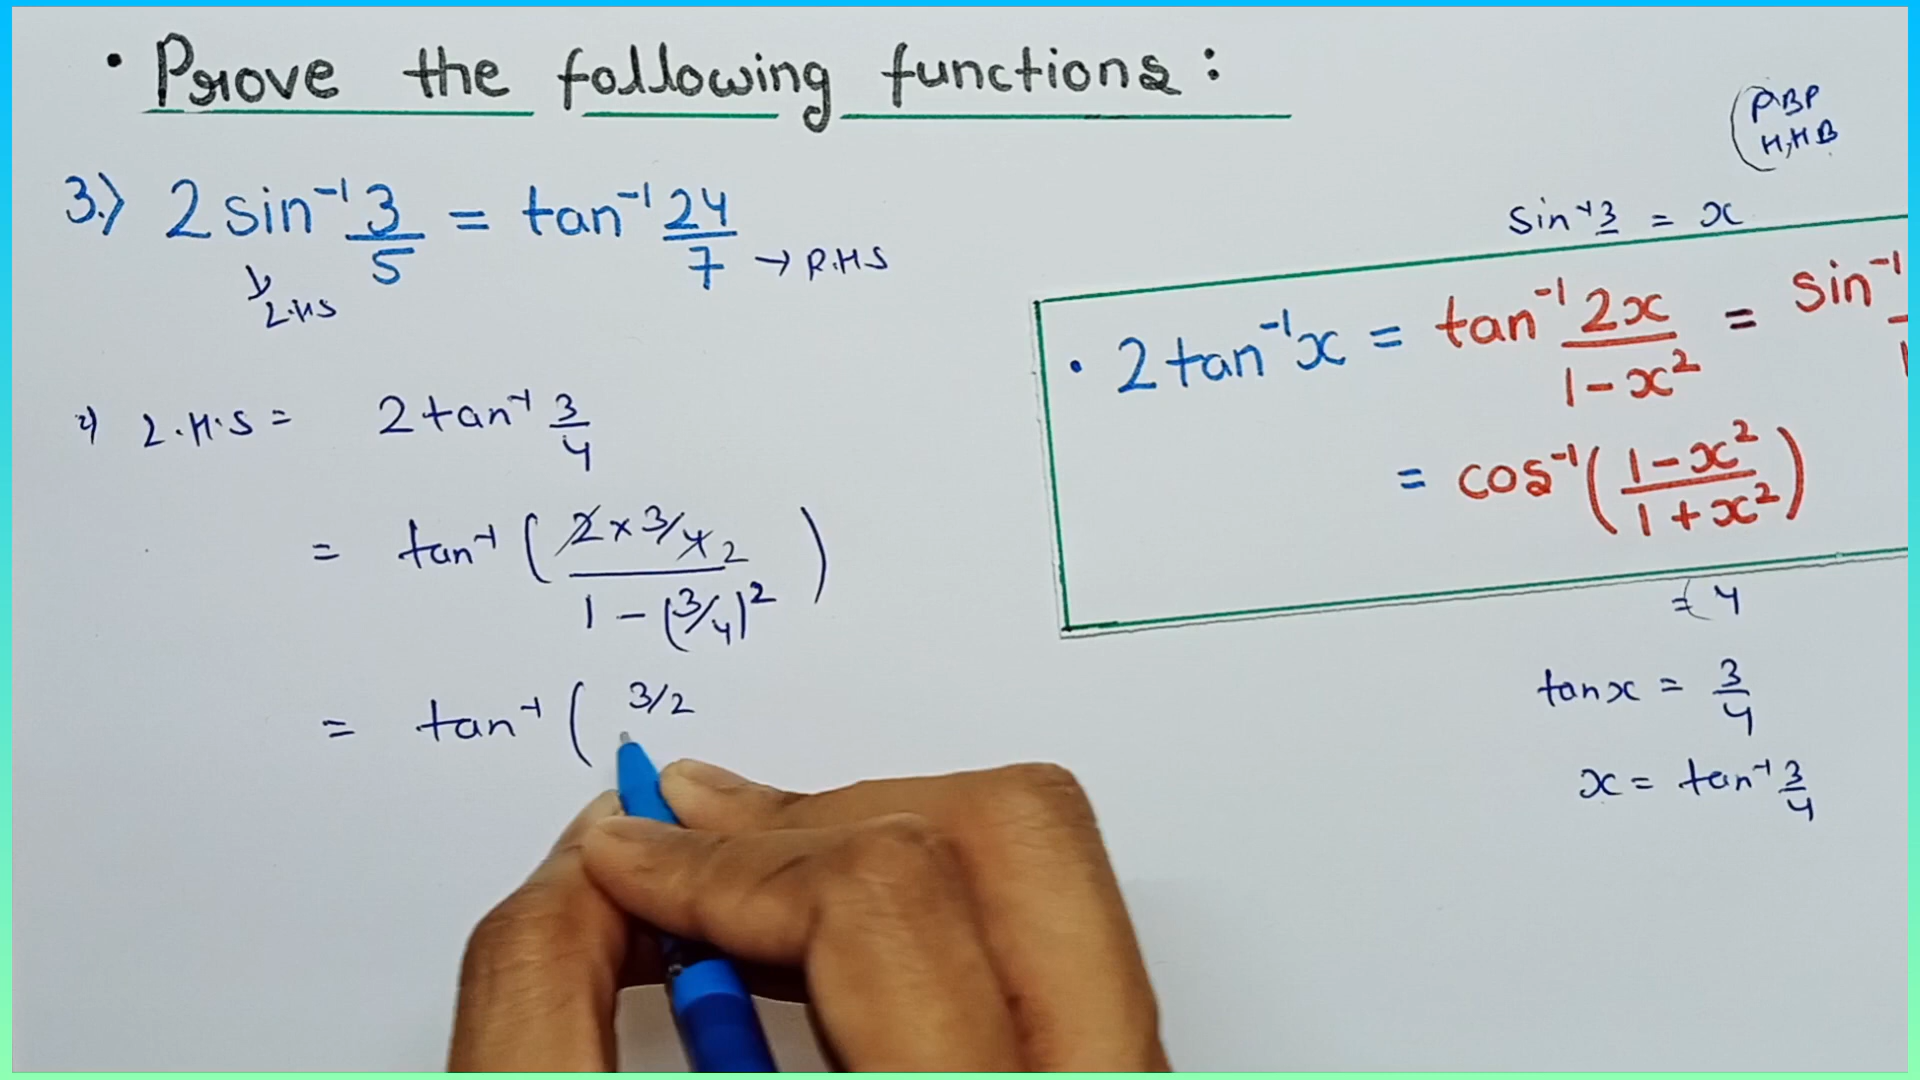 • Prove the following functions :
PBP
H,HB
3.) 2 sin⁻¹ 3/5 = tan⁻¹ 24/7 → R.H.S
L.H.S
sin⁻¹ 3 = x
• 2 tan⁻¹x = tan⁻¹ 2x/1-x² = sin⁻¹
= cos⁻¹(1-x²/1+x²)
L.H.S = 2 tan⁻¹ 3/4
= tan⁻¹ (2 x 3/4 2 / 1 - (3/4)²)
= 4
= tan⁻¹ ( 3/2
tan x = 3/4
x = tan⁻¹ 3/4